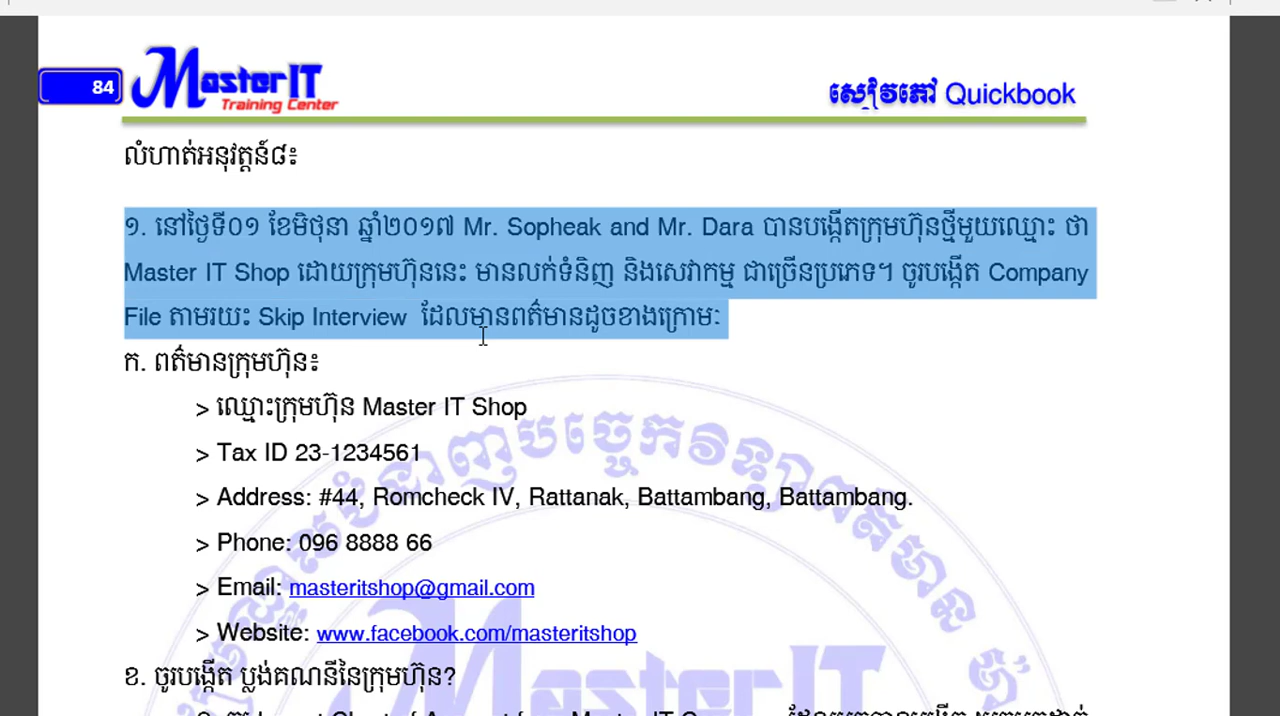 84 Master IT
Training Center
សៀវភៅ Quickbook
លំហាត់អនុវត្តន៍៨៖
១. នៅថ្ងៃទី០១ ខែមិថុនា ឆ្នាំ២០១៧ Mr. Sopheak and Mr. Dara បានបង្កើតក្រុមហ៊ុនថ្មីមួយឈ្មោះ ថា
Master IT Shop ដោយក្រុមហ៊ុននេះ មានលក់ទំនិញ និងសេវាកម្ម ជាច្រើនប្រភេទ។ ចូរបង្កើត Company
File តាមរយះ Skip Interview ដែលមានពត៌មានដូចខាងក្រោមៈ
ក. ពត៌មានក្រុមហ៊ុន៖
> ឈ្មោះក្រុមហ៊ុន Master IT Shop
> Tax ID 23-1234561
> Address: #44, Romcheck IV, Rattanak, Battambang, Battambang.
> Phone: 096 8888 66
> Email: masteritshop@gmail.com
> Website: www.facebook.com/masteritshop
ខ. ចូរបង្កើត ប្លង់គណនីនៃក្រុមហ៊ុន?
Master IT